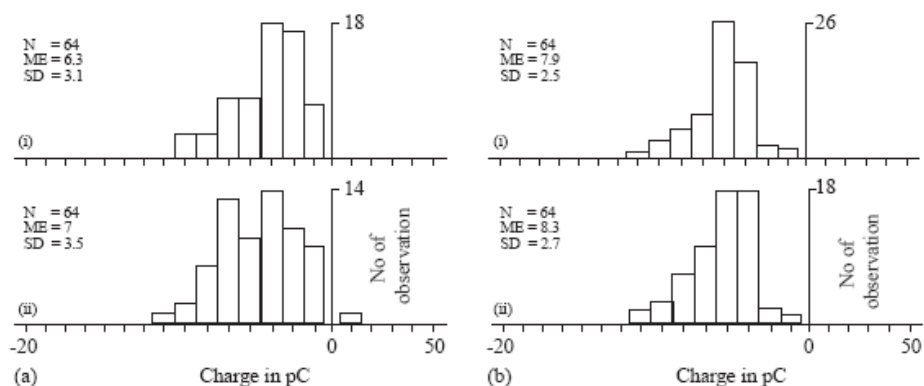 18
N = 64
ME = 6.3
SD = 3.1
(i)
26
N = 64
ME = 7.9
SD = 2.5
(i)
14
N = 64
ME = 7
SD = 3.5
No of
observation
(ii)
18
N = 64
ME = 8.3
SD = 2.7
No of
observation
(ii)
-20 0 50
-20 0 50
(a) Charge in pC
(b) Charge in pC